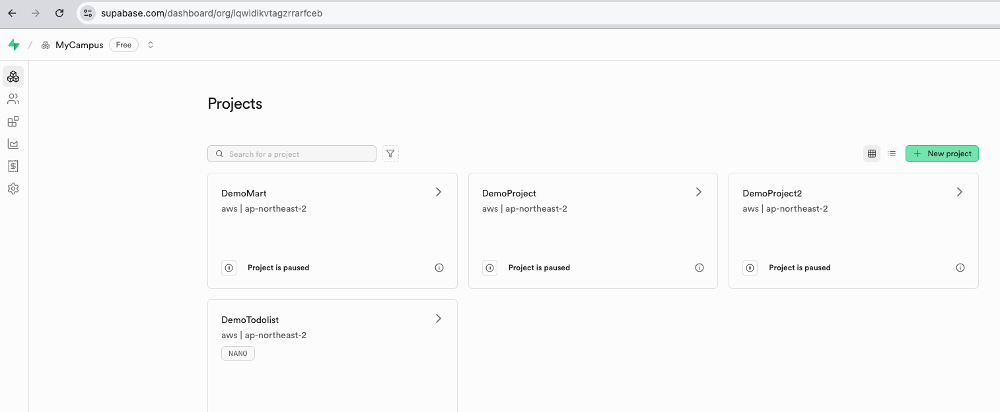 supabase.com/dashboard/org/lqwidikvtagzrrarfceb
/ MyCampus Free
Projects
Search for a project
New project
DemoMart
aws | ap-northeast-2
Project is paused
DemoProject
aws | ap-northeast-2
Project is paused
DemoProject2
aws | ap-northeast-2
Project is paused
DemoTodolist
aws | ap-northeast-2
NANO